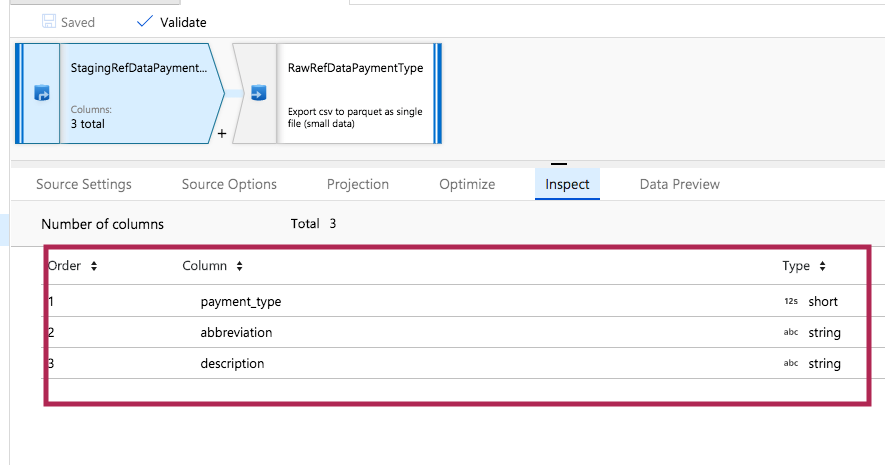 Saved Validate
StagingRefDataPayment... RawRefDataPaymentType
Columns:
3 total
Export csv to parquet as single
file (small data)
+
Source Settings Source Options Projection Optimize Inspect Data Preview
Number of columns Total 3
Order Column Type
1 payment_type 12s short
2 abbreviation abc string
3 description abc string